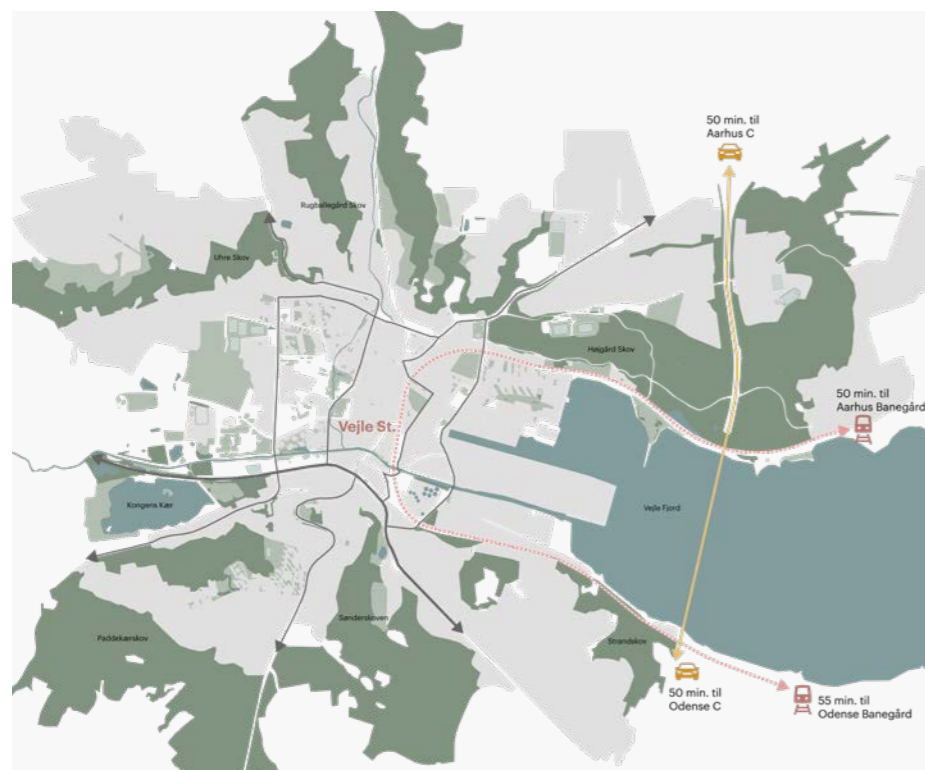 50 min. til
Aarhus C
Rugballegård Skov
Uhre Skov
Højgård Skov
50 min. til
Aarhus Banegård
Vejle St.
Kongens Kær
Vejle Fjord
Sønderskoven
Paddekærskov
Strandskov
50 min. til
Odense C
55 min. til
Odense Banegård